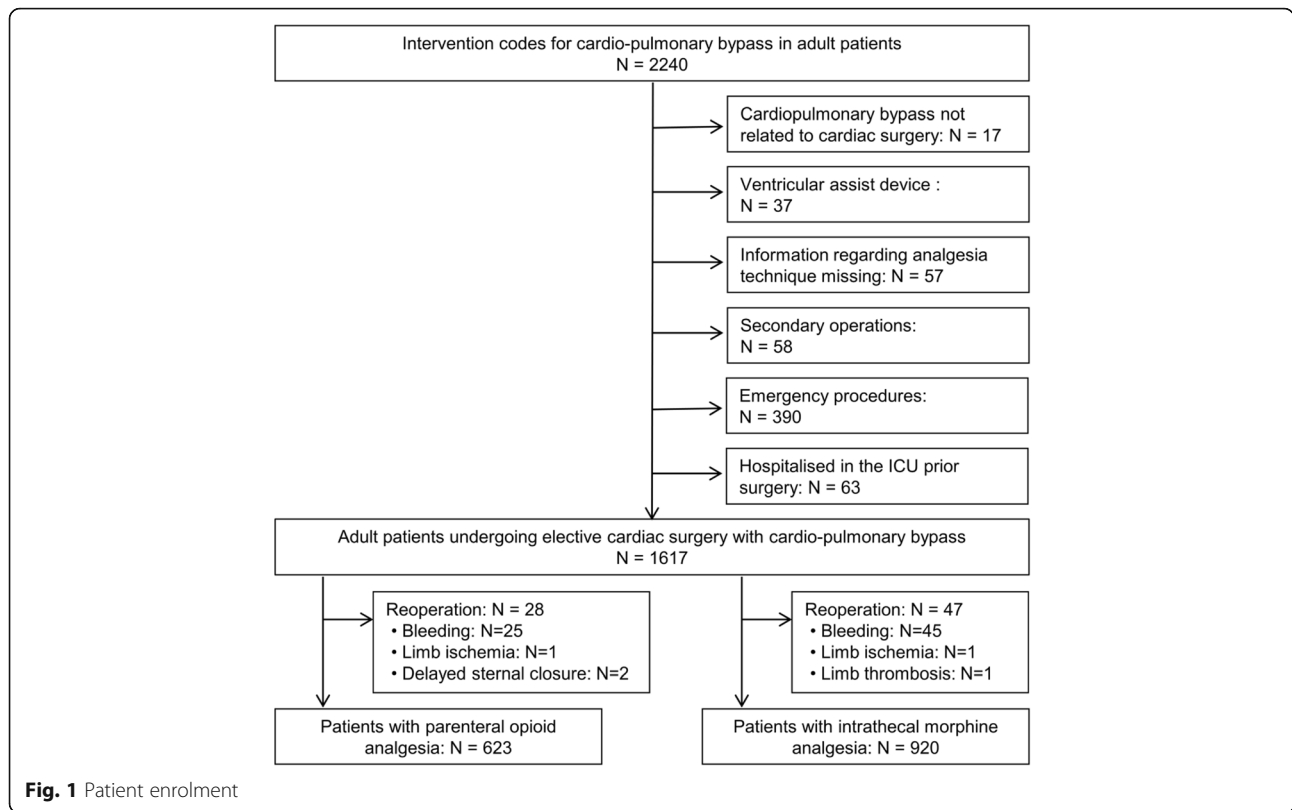 Intervention codes for cardio-pulmonary bypass in adult patients
N = 2240
Cardiopulmonary bypass not
related to cardiac surgery: N = 17
Ventricular assist device :
N = 37
Information regarding analgesia
technique missing: N = 57
Secondary operations:
N = 58
Emergency procedures:
N = 390
Hospitalised in the ICU prior
surgery: N = 63
Adult patients undergoing elective cardiac surgery with cardio-pulmonary bypass
N = 1617
Reoperation: N = 28
• Bleeding: N=25
• Limb ischemia: N=1
• Delayed sternal closure: N=2
Reoperation: N = 47
• Bleeding: N=45
• Limb ischemia: N=1
• Limb thrombosis: N=1
Patients with parenteral opioid
analgesia: N = 623
Patients with intrathecal morphine
analgesia: N = 920
Fig. 1 Patient enrolment